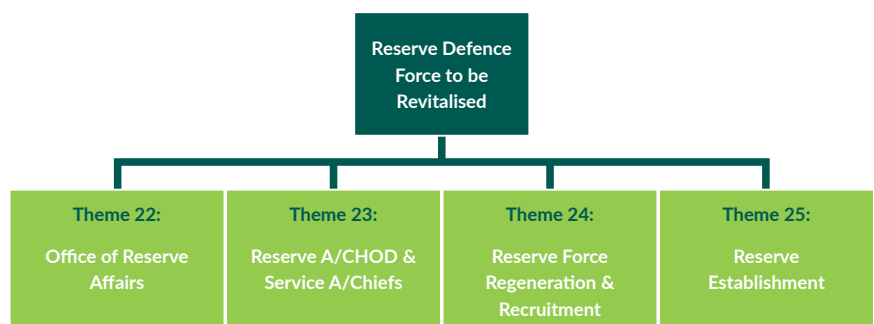 Reserve Defence
Force to be
Revitalised
Theme 22:
Office of Reserve
Affairs
Theme 23:
Reserve A/CHOD &
Service A/Chiefs
Theme 24:
Reserve Force
Regeneration &
Recruitment
Theme 25:
Reserve
Establishment